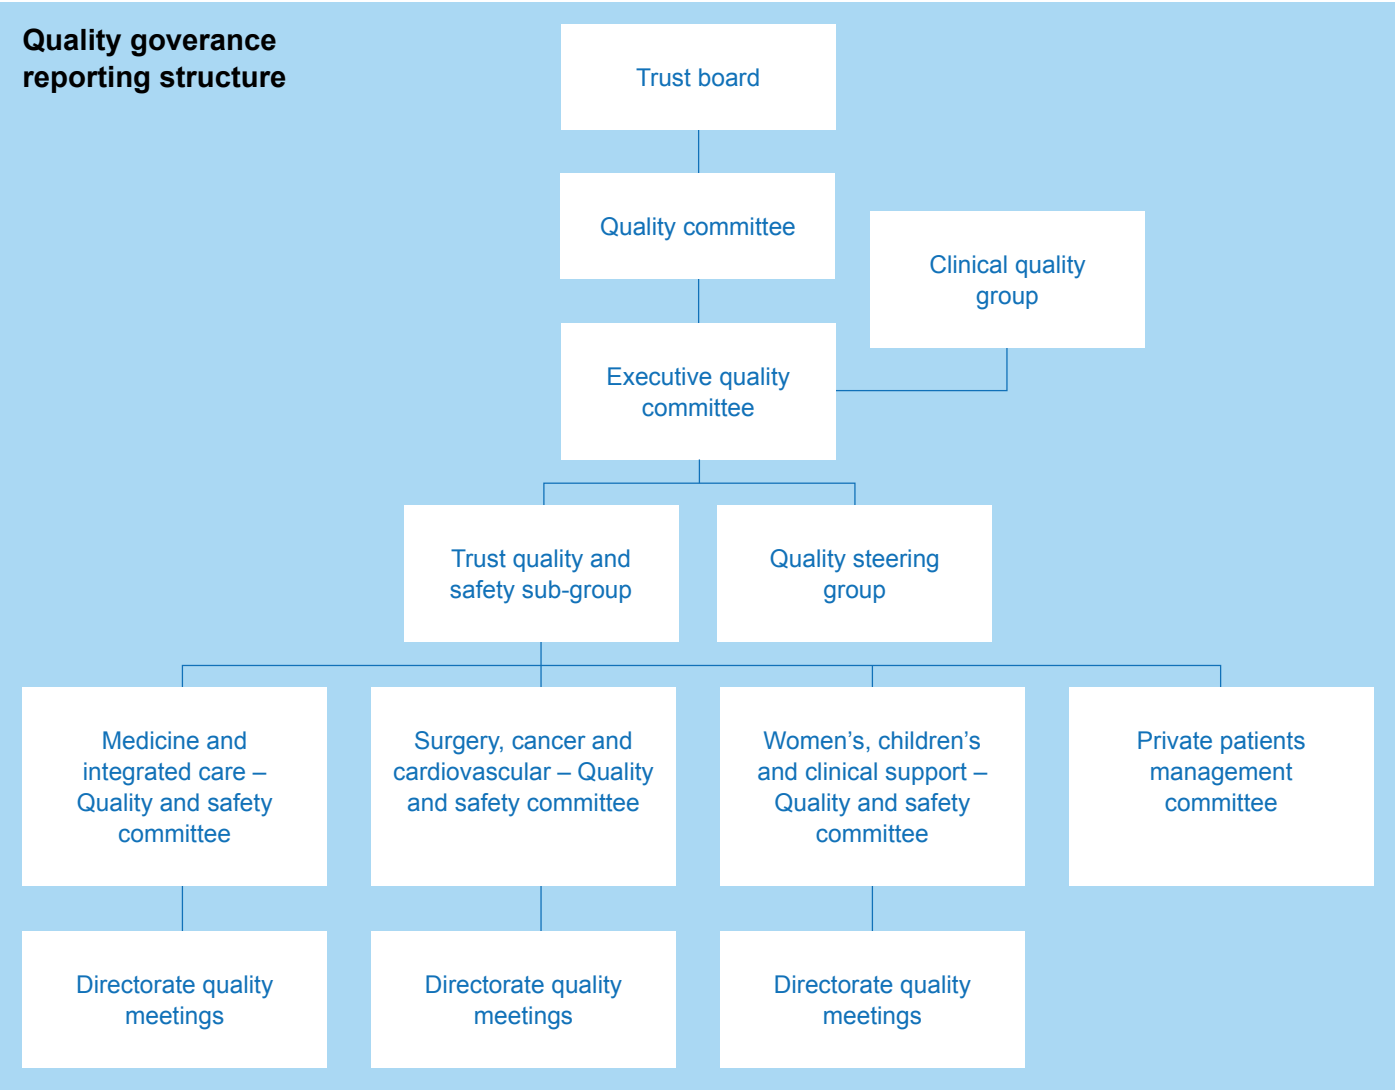 Quality goverance
reporting structure
Trust board
Quality committee
Clinical quality
group
Executive quality
committee
Trust quality and
safety sub-group
Quality steering
group
Medicine and
integrated care –
Quality and safety
committee
Surgery, cancer and
cardiovascular – Quality
and safety committee
Women’s, children’s
and clinical support –
Quality and safety
committee
Private patients
management
committee
Directorate quality
meetings
Directorate quality
meetings
Directorate quality
meetings